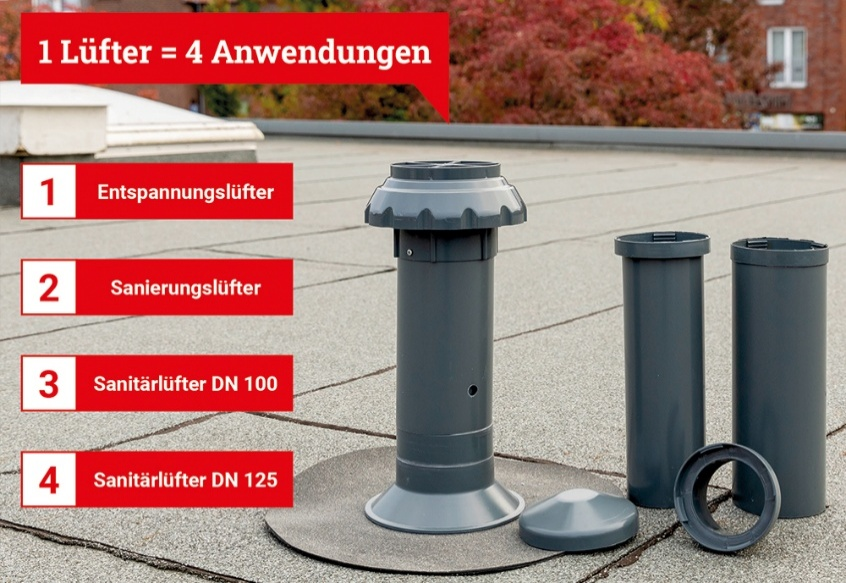 1 Lüfter = 4 Anwendungen
1 Entspannungslüfter
2 Sanierungslüfter
3 Sanitärlüfter DN 100
4 Sanitärlüfter DN 125